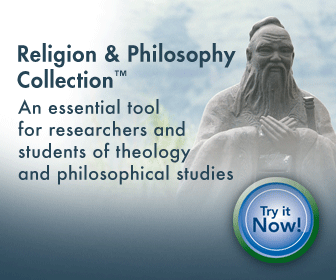 Religion & Philosophy
Collection™
An essential tool
for researchers and
students of theology
and philosophical studies
Try it
Now!